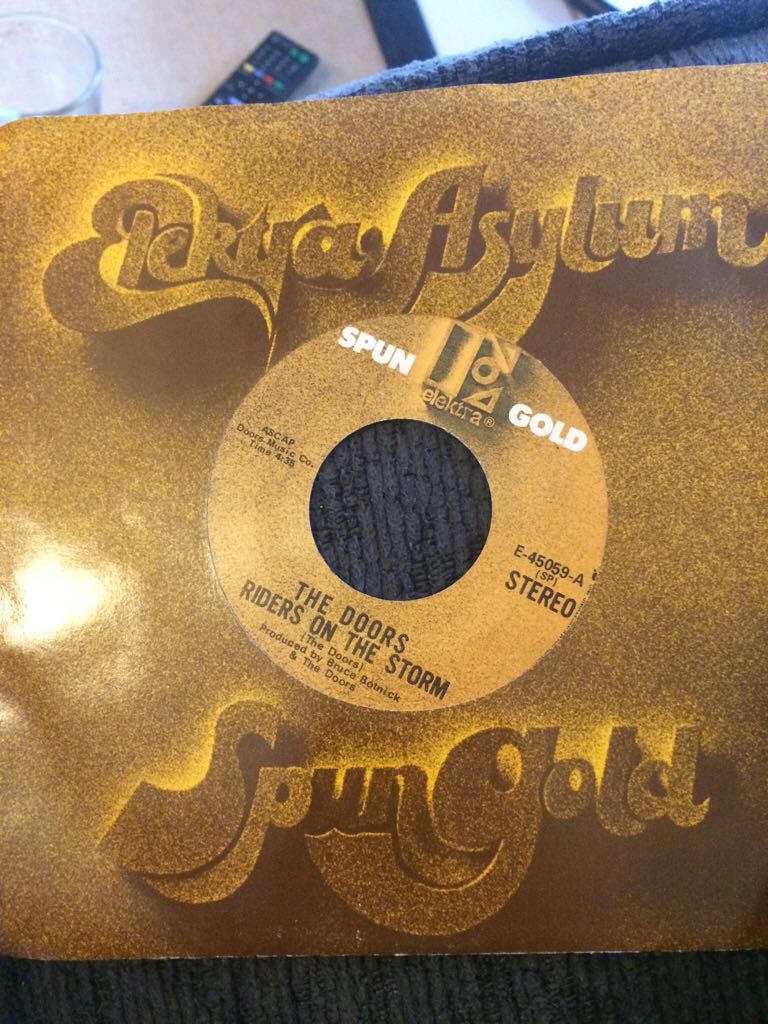 Elektra Asylum
SPUN
GOLD
elektra®
ASCAP
Doors Music Co.
Time 4:35
E-45059-A
(SP)
STEREO
THE DOORS
RIDERS ON THE STORM
(The Doors)
Produced by Bruce Botnick
& The Doors
Spun Gold